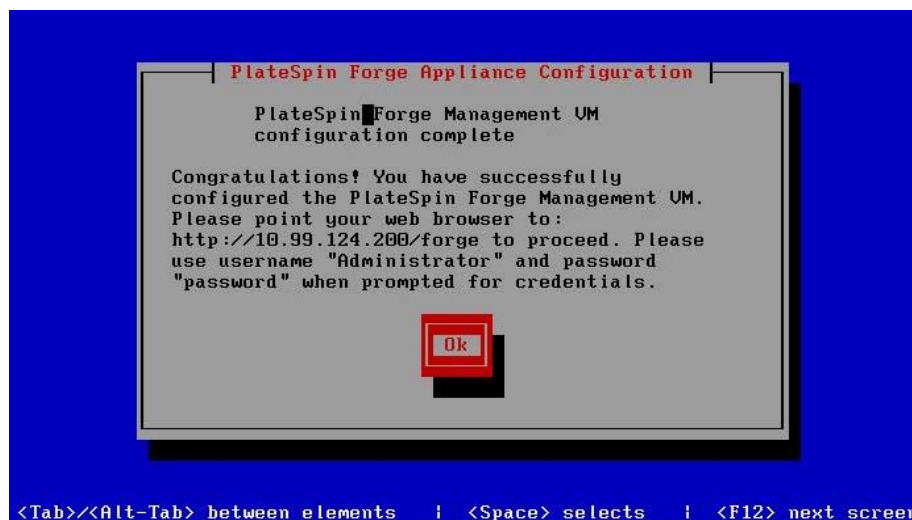 PlateSpin Forge Appliance Configuration
PlateSpin Forge Management VM
configuration complete
Congratulations! You have successfully
configured the PlateSpin Forge Management VM.
Please point your web browser to:
http://10.99.124.200/forge to proceed. Please
use username "Administrator" and password
"password" when prompted for credentials.
Ok
<Tab>/<Alt-Tab> between elements | <Space> selects | <F12> next screen